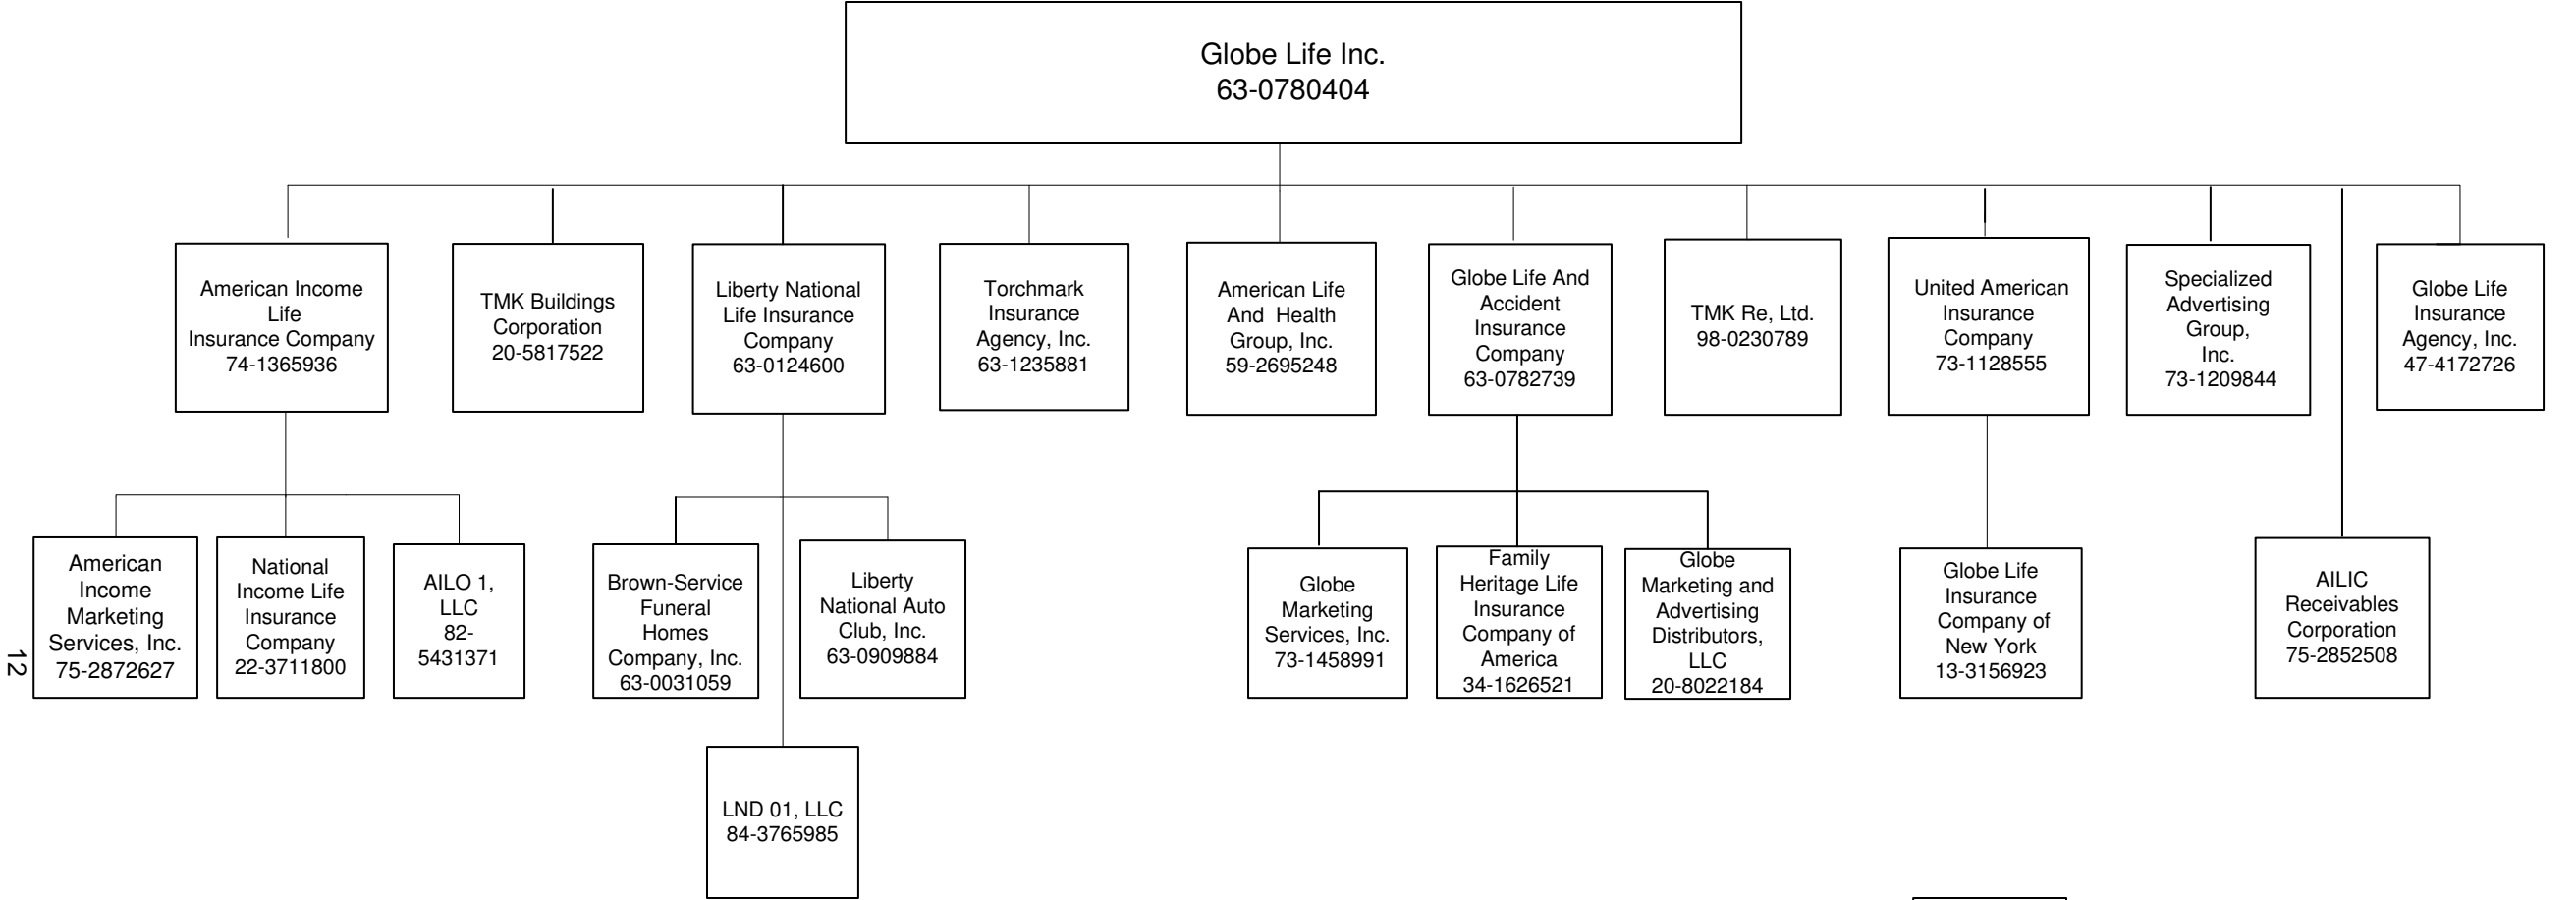 Globe Life Inc.
63-0780404
American Income
Life
Insurance Company
74-1365936
TMK Buildings
Corporation
20-5817522
Liberty National
Life Insurance
Company
63-0124600
Torchmark
Insurance
Agency, Inc.
63-1235881
American Life
And Health
Group, Inc.
59-2695248
Globe Life And
Accident
Insurance
Company
63-0782739
TMK Re, Ltd.
98-0230789
United American
Insurance
Company
73-1128555
Specialized
Advertising
Group,
Inc.
73-1209844
Globe Life
Insurance
Agency, Inc.
47-4172726
American
Income
Marketing
Services, Inc.
75-2872627
National
Income Life
Insurance
Company
22-3711800
AILO 1,
LLC
82-
5431371
Brown-Service
Funeral
Homes
Company, Inc.
63-0031059
Liberty
National Auto
Club, Inc.
63-0909884
Globe
Marketing
Services, Inc.
73-1458991
Family
Heritage Life
Insurance
Company of
America
34-1626521
Globe
Marketing and
Advertising
Distributors,
LLC
20-8022184
Globe Life
Insurance
Company of
New York
13-3156923
AILIC
Receivables
Corporation
75-2852508
LND 01, LLC
84-3765985
12